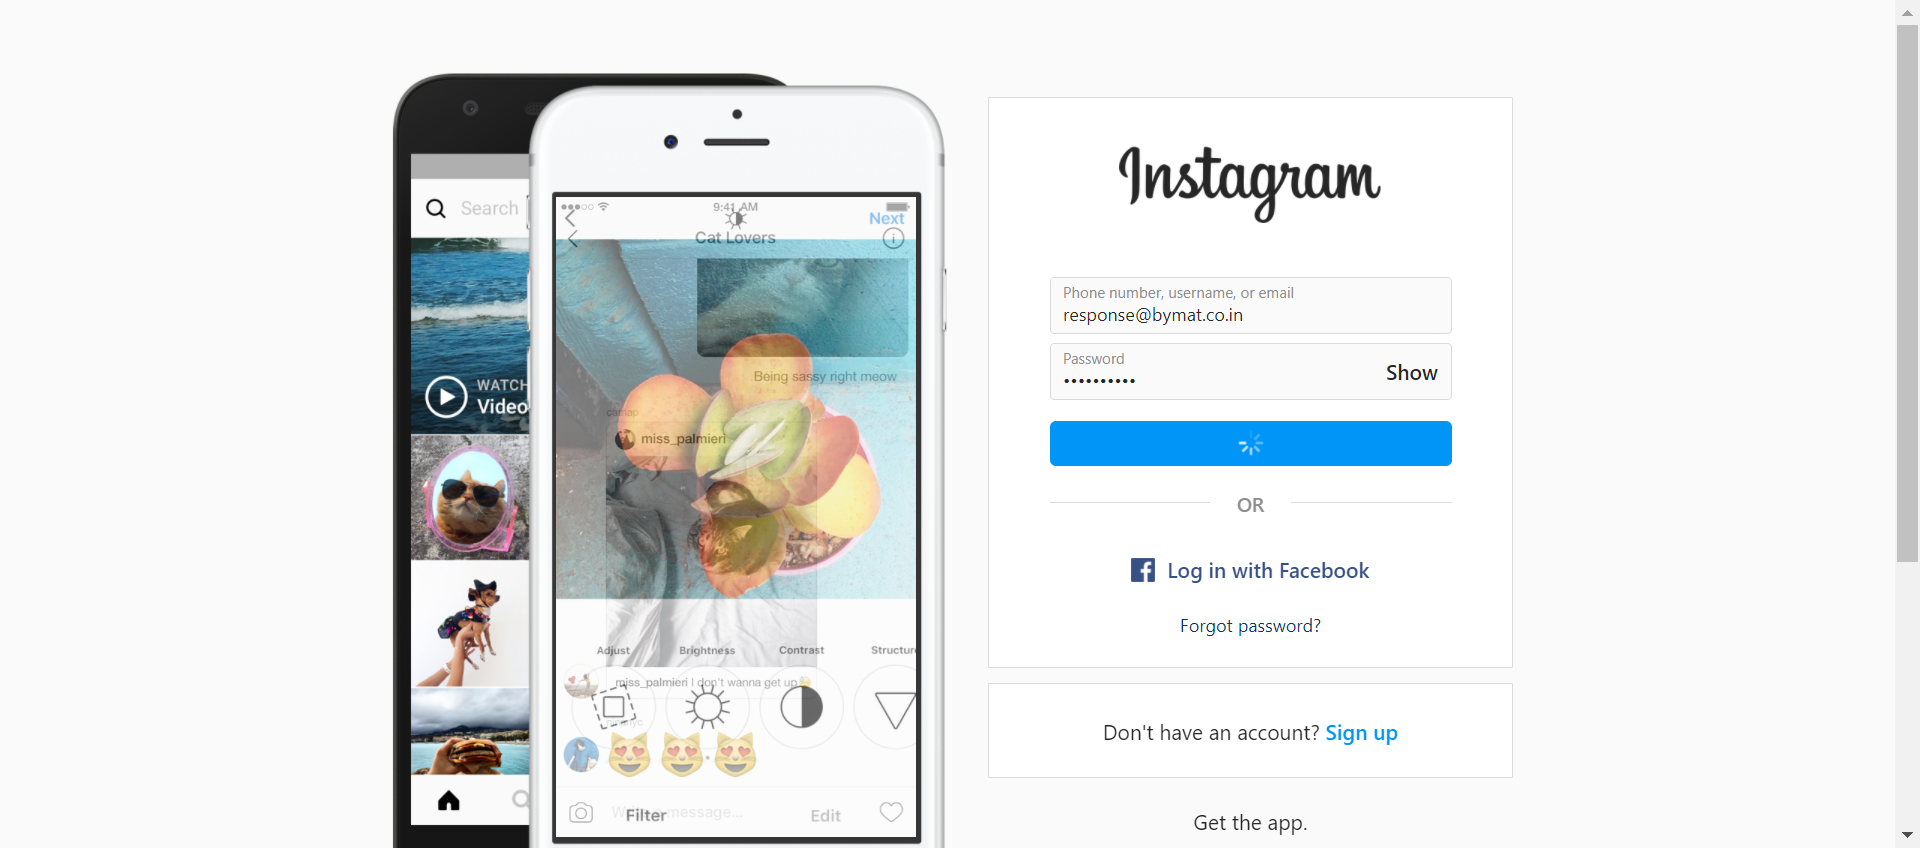 Search
WATCH
Video
9:41 AM
Next
Cat Lovers
Being sassy right meow
miss_palmieri
Adjust Brightness Contrast Structur
miss_palmieri I don't wanna get up
Filter Edit
Instagram
Phone number, username, or email
response@bymat.co.in
Password
••••••••••
Show
OR
Log in with Facebook
Forgot password?
Don't have an account? Sign up
Get the app.